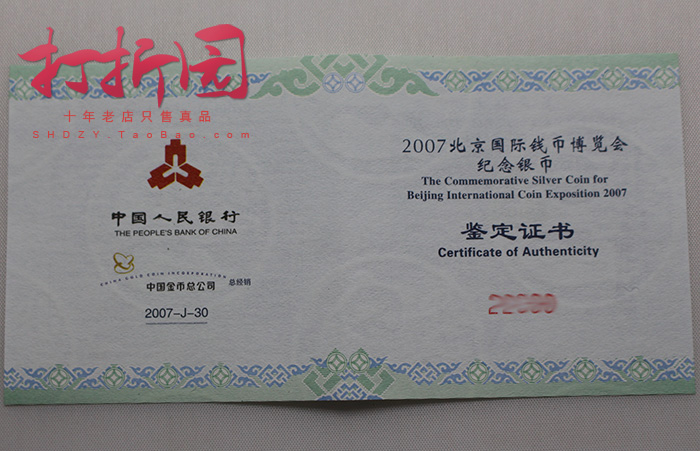 打折园
十年老店只售真品
SHDZY.TaoBao.com
中国人民银行
THE PEOPLE'S BANK OF CHINA
CHINA GOLD COIN INCORPORATION
中国金币总公司 总经销
2007-J-30
2007北京国际钱币博览会
纪念银币
The Commemorative Silver Coin for
Beijing International Coin Exposition 2007
鉴定证书
Certificate of Authenticity